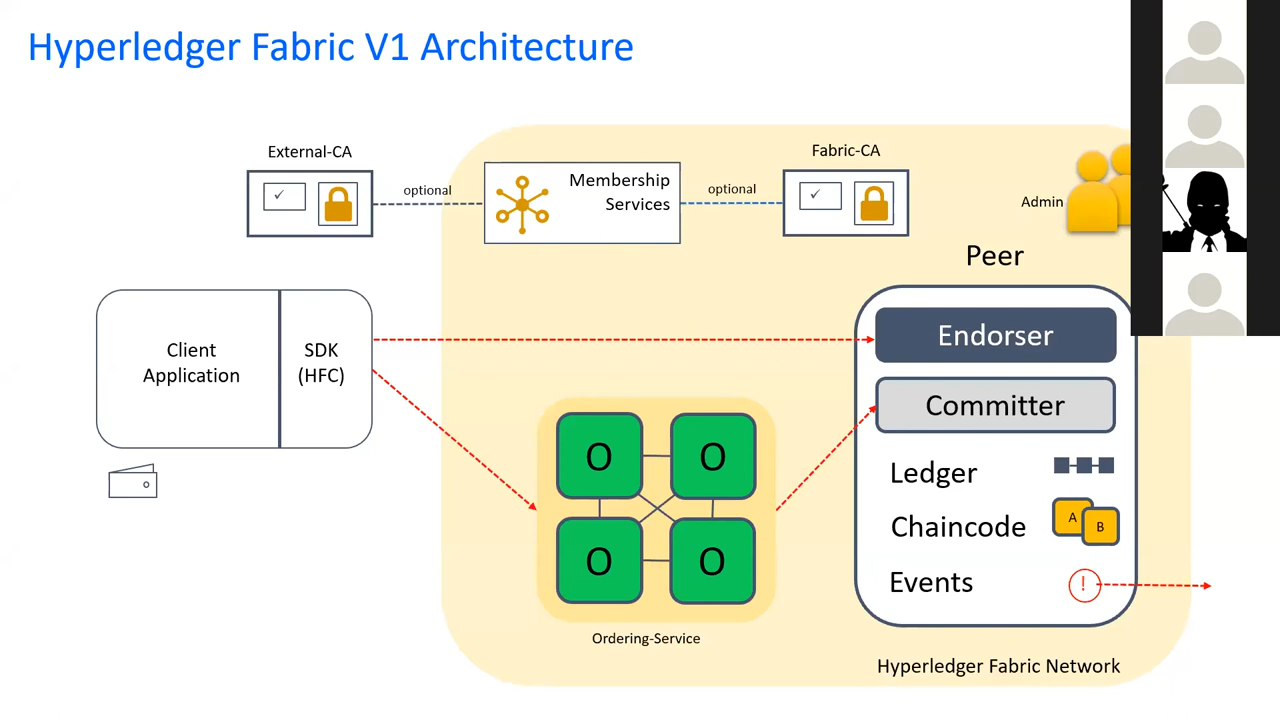 Hyperledger Fabric V1 Architecture
External-CA
optional
Membership
Services
optional
Fabric-CA
Admin
Peer
Client
Application
SDK
(HFC)
Endorser
Committer
Ledger
Chaincode
A
B
Events
!
O
O
O
O
Ordering-Service
Hyperledger Fabric Network